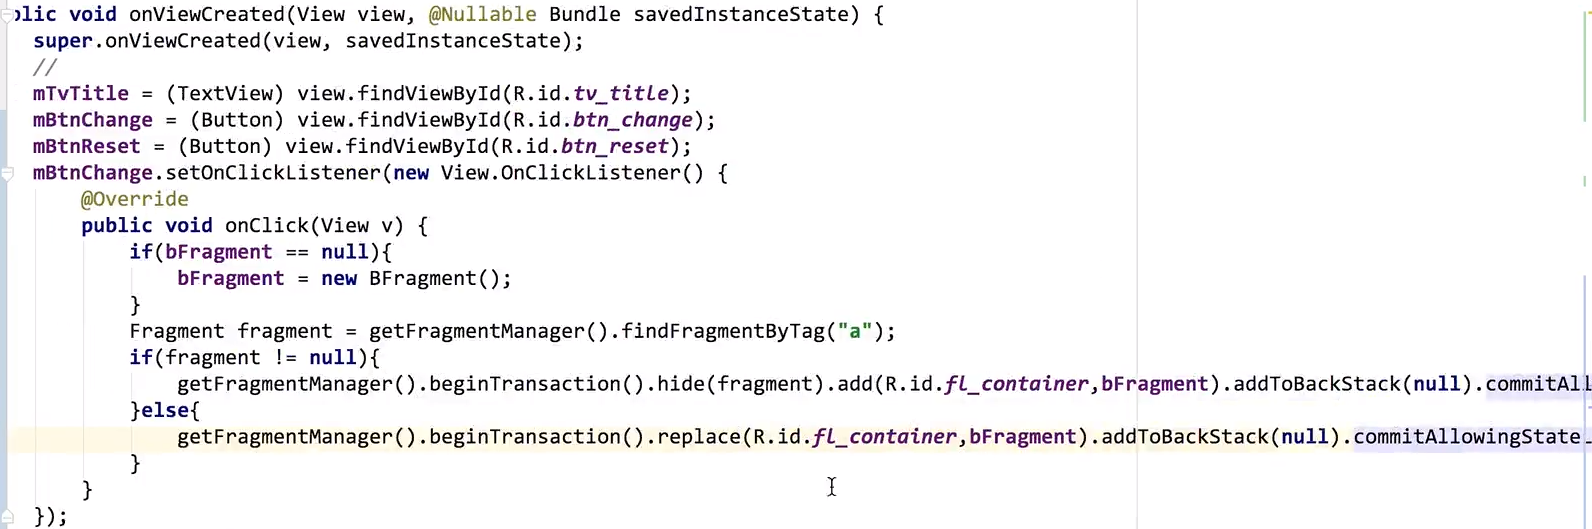 blic void onViewCreated(View view, @Nullable Bundle savedInstanceState) {
super.onViewCreated(view, savedInstanceState);
//
mTvTitle = (TextView) view.findViewById(R.id.tv_title);
mBtnChange = (Button) view.findViewById(R.id.btn_change);
mBtnReset = (Button) view.findViewById(R.id.btn_reset);
mBtnChange.setOnClickListener(new View.OnClickListener() {
@Override
public void onClick(View v) {
if(bFragment == null){
bFragment = new BFragment();
}
Fragment fragment = getFragmentManager().findFragmentByTag("a");
if(fragment != null){
getFragmentManager().beginTransaction().hide(fragment).add(R.id.fl_container,bFragment).addToBackStack(null).commitAll
}else{
getFragmentManager().beginTransaction().replace(R.id.fl_container,bFragment).addToBackStack(null).commitAllowingState
}
}
});